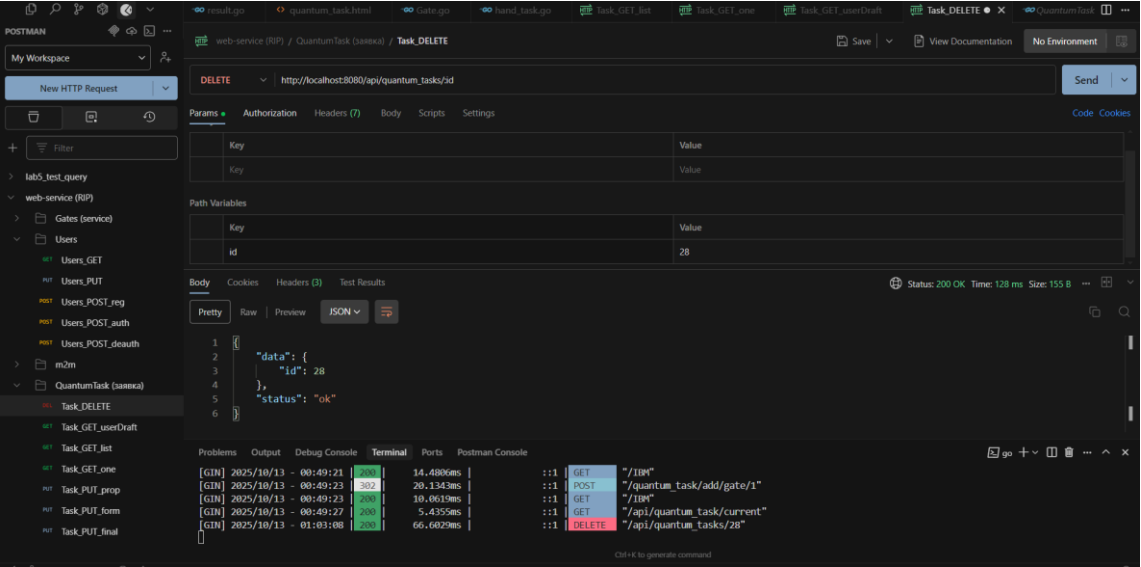 result.go quantum_task.html Gate.go hand_task.go Task_GET_list Task_GET_one Task_GET_userDraft Task_DELETE QuantumTask
POSTMAN
web-service (RIP) / QuantumTask (заявка) / Task_DELETE Save View Documentation No Environment
My Workspace
New HTTP Request
DELETE http://localhost:8080/api/quantum_tasks/:id Send
Params Authorization Headers (7) Body Scripts Settings Code Cookies
Filter
Key Value
Key Value
lab5_test_query
web-service (RIP)
Gates (service)
Users
GET Users_GET
PUT Users_PUT
POST Users_POST_reg
POST Users_POST_auth
POST Users_POST_deauth
m2m
QuantumTask (заявка)
DEL Task_DELETE
GET Task_GET_userDraft
GET Task_GET_list
GET Task_GET_one
PUT Task_PUT_prop
PUT Task_PUT_form
PUT Task_PUT_final
Path Variables
Key Value
id 28
Body Cookies Headers (3) Test Results Status: 200 OK Time: 128 ms Size: 155 B
Pretty Raw Preview JSON
1 {
2 "data": {
3 "id": 28
4 },
5 "status": "ok"
6 }
Problems Output Debug Console Terminal Ports Postman Console go
[GIN] 2025/10/13 - 00:49:21 | 200 | 14.4806ms | ::1 | GET "/IBM"
[GIN] 2025/10/13 - 00:49:23 | 302 | 20.1343ms | ::1 | POST "/quantum_task/add/gate/1"
[GIN] 2025/10/13 - 00:49:23 | 200 | 10.0619ms | ::1 | GET "/IBM"
[GIN] 2025/10/13 - 00:49:27 | 200 | 5.4355ms | ::1 | GET "/api/quantum_task/current"
[GIN] 2025/10/13 - 01:03:08 | 200 | 66.6029ms | ::1 | DELETE "/api/quantum_tasks/28"
Ctrl+K to generate command